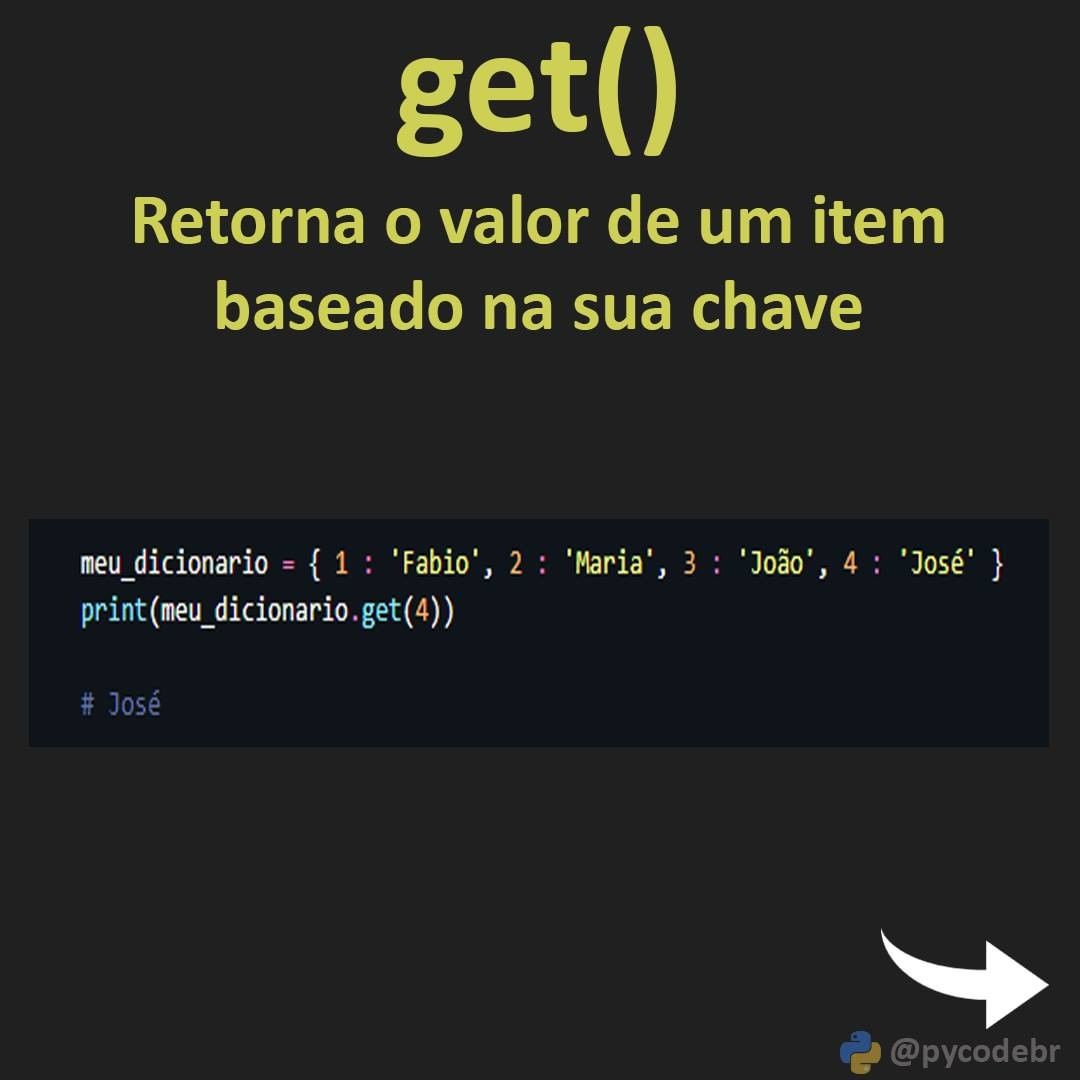 get()
Retorna o valor de um item
baseado na sua chave
meu_dicionario = { 1 : 'Fabio', 2 : 'Maria', 3 : 'João', 4 : 'José' }
print(meu_dicionario.get(4))
# José
@pycodebr